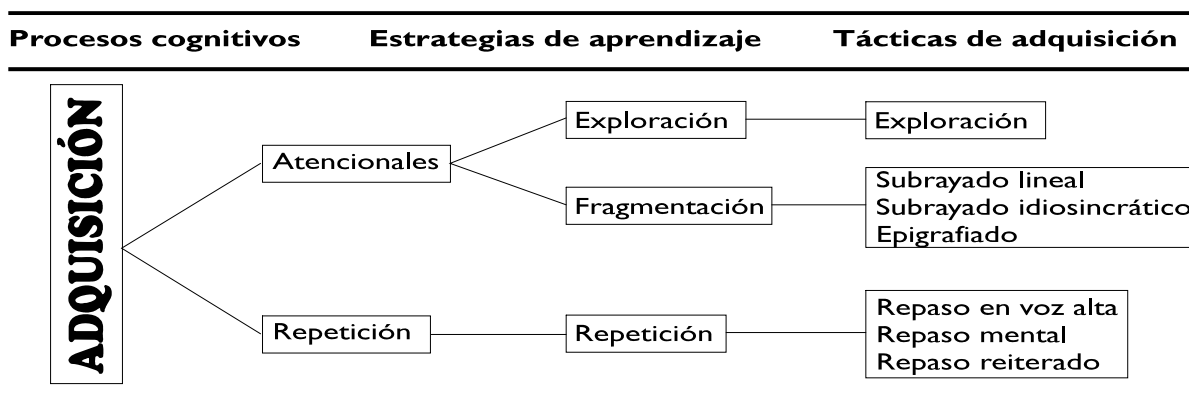 Procesos cognitivos Estrategias de aprendizaje Tácticas de adquisición
ADQUISICIÓN
Atencionales
Exploración
Exploración
Fragmentación
Subrayado lineal
Subrayado idiosincrático
Epigrafiado
Repetición
Repetición
Repaso en voz alta
Repaso mental
Repaso reiterado